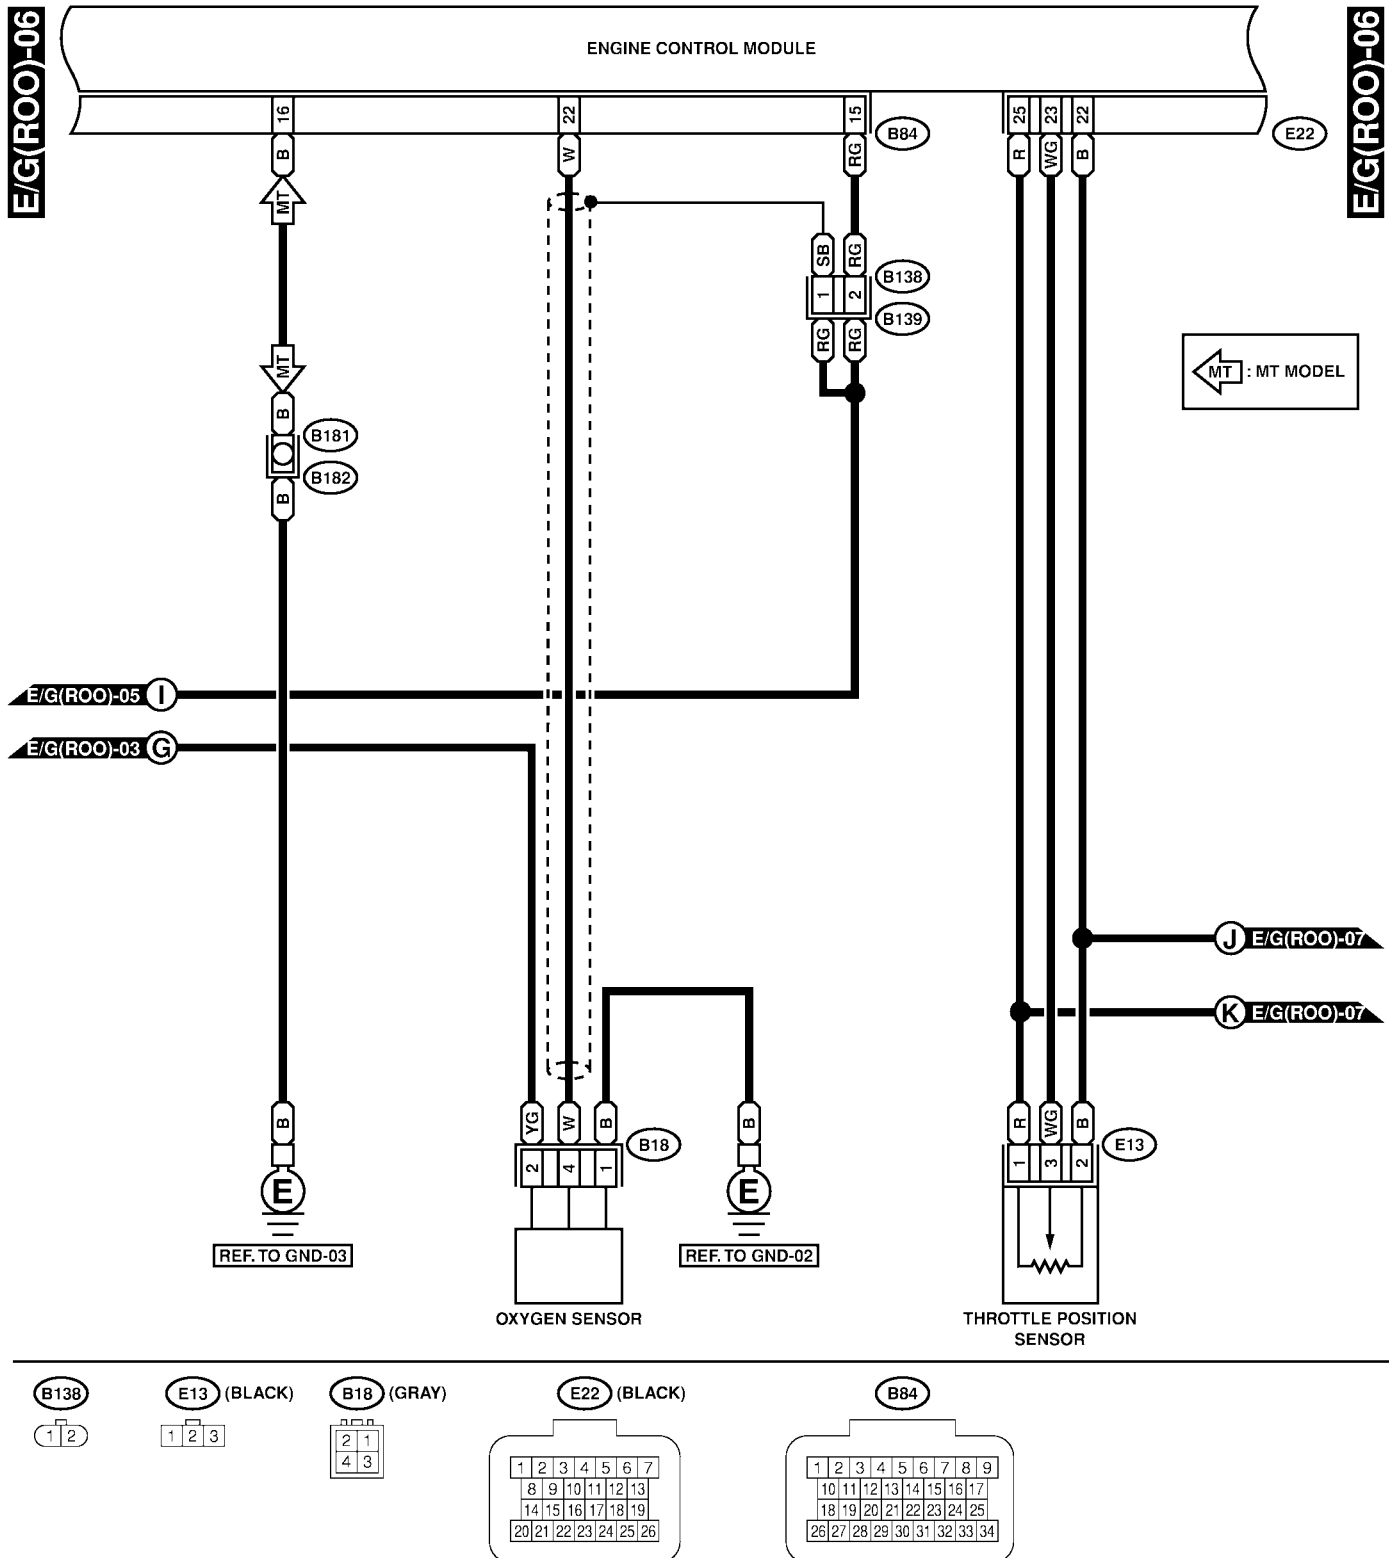 E/G(ROO)-06
E/G(ROO)-06
ENGINE CONTROL MODULE
16
22
15
B84
25
23
22
E22
B
W
RG
R
WG
B
MT
SB
RG
B138
1
2
B139
RG
RG
MT
MT : MT MODEL
B
B181
B182
B
E/G(ROO)-05 I
E/G(ROO)-03 G
J E/G(ROO)-07
K E/G(ROO)-07
B
YG
W
B
B
R
WG
B
B18
E13
2
4
1
1
3
2
E
E
REF. TO GND-03
REF. TO GND-02
OXYGEN SENSOR
THROTTLE POSITION
SENSOR
B138
E13 (BLACK)
B18 (GRAY)
E22 (BLACK)
B84
1 2
1 2 3
2 1
4 3
1 2 3 4 5 6 7
8 9 10 11 12 13
14 15 16 17 18 19
20 21 22 23 24 25 26
1 2 3 4 5 6 7 8 9
10 11 12 13 14 15 16 17
18 19 20 21 22 23 24 25
26 27 28 29 30 31 32 33 34